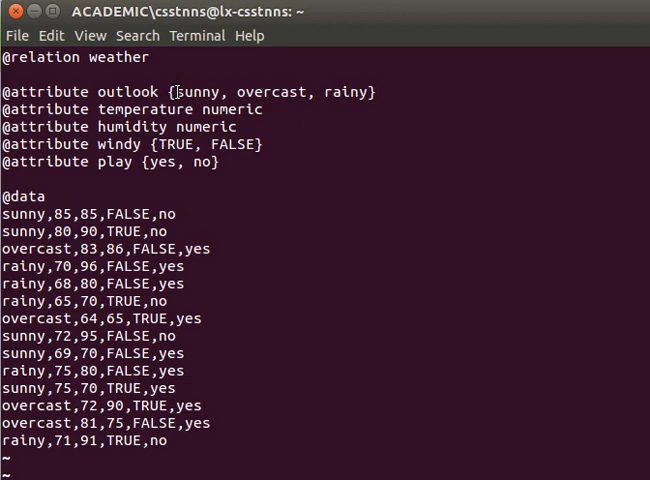 ACADEMIC\csstnns@lx-csstnns: ~
File Edit View Search Terminal Help
@relation weather
@attribute outlook {sunny, overcast, rainy}
@attribute temperature numeric
@attribute humidity numeric
@attribute windy {TRUE, FALSE}
@attribute play {yes, no}
@data
sunny,85,85,FALSE,no
sunny,80,90,TRUE,no
overcast,83,86,FALSE,yes
rainy,70,96,FALSE,yes
rainy,68,80,FALSE,yes
rainy,65,70,TRUE,no
overcast,64,65,TRUE,yes
sunny,72,95,FALSE,no
sunny,69,70,FALSE,yes
rainy,75,80,FALSE,yes
sunny,75,70,TRUE,yes
overcast,72,90,TRUE,yes
overcast,81,75,FALSE,yes
rainy,71,91,TRUE,no
~
~